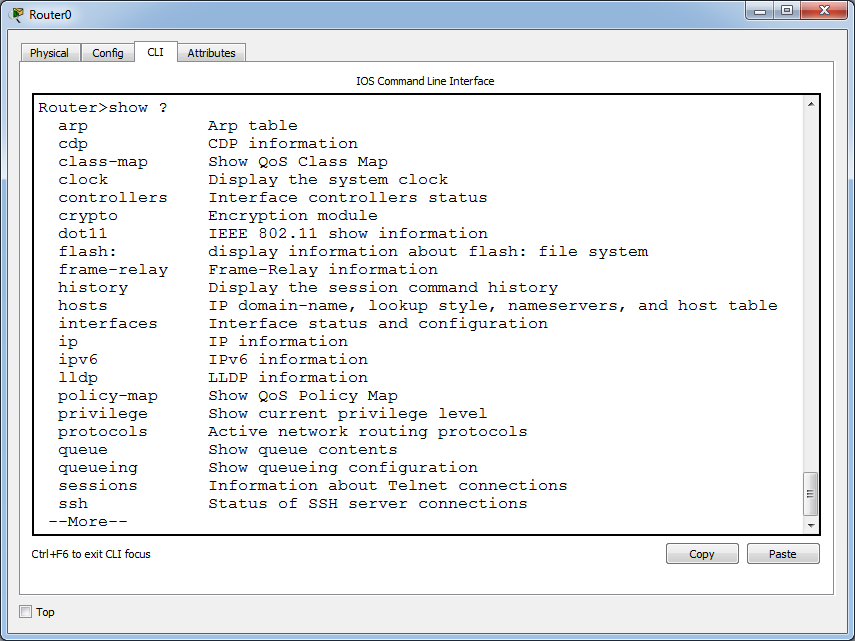 Router0
Physical Config CLI Attributes
IOS Command Line Interface
Router>show ?
arp Arp table
cdp CDP information
class-map Show QoS Class Map
clock Display the system clock
controllers Interface controllers status
crypto Encryption module
dot11 IEEE 802.11 show information
flash: display information about flash: file system
frame-relay Frame-Relay information
history Display the session command history
hosts IP domain-name, lookup style, nameservers, and host table
interfaces Interface status and configuration
ip IP information
ipv6 IPv6 information
lldp LLDP information
policy-map Show QoS Policy Map
privilege Show current privilege level
protocols Active network routing protocols
queue Show queue contents
queueing Show queueing configuration
sessions Information about Telnet connections
ssh Status of SSH server connections
--More--
Ctrl+F6 to exit CLI focus Copy Paste
Top